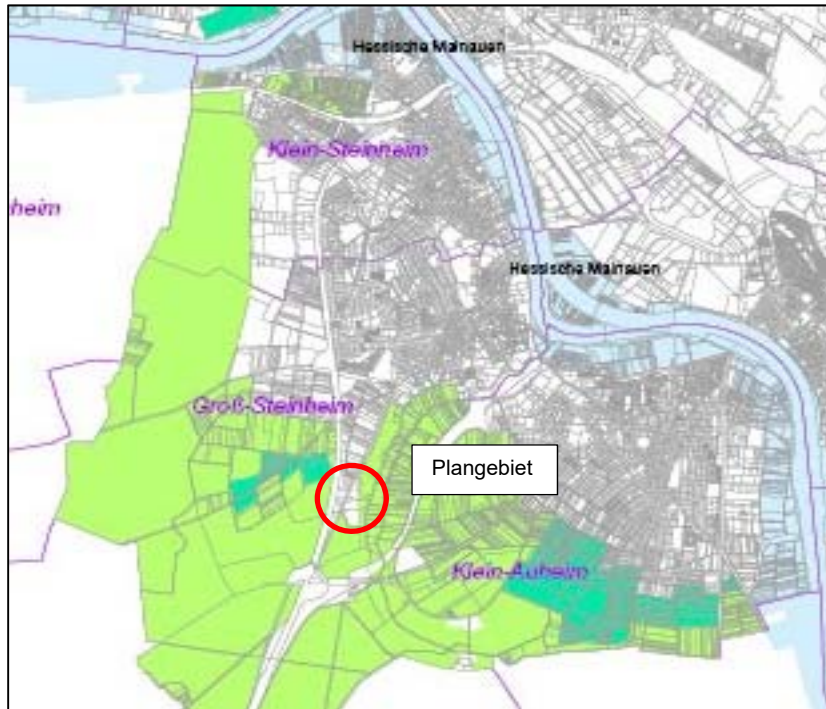 Hessische Mainauen
Klein-Steinheim
heim
Hessische Mainauen
Groß-Steinheim
Plangebiet
Klein-Auheim